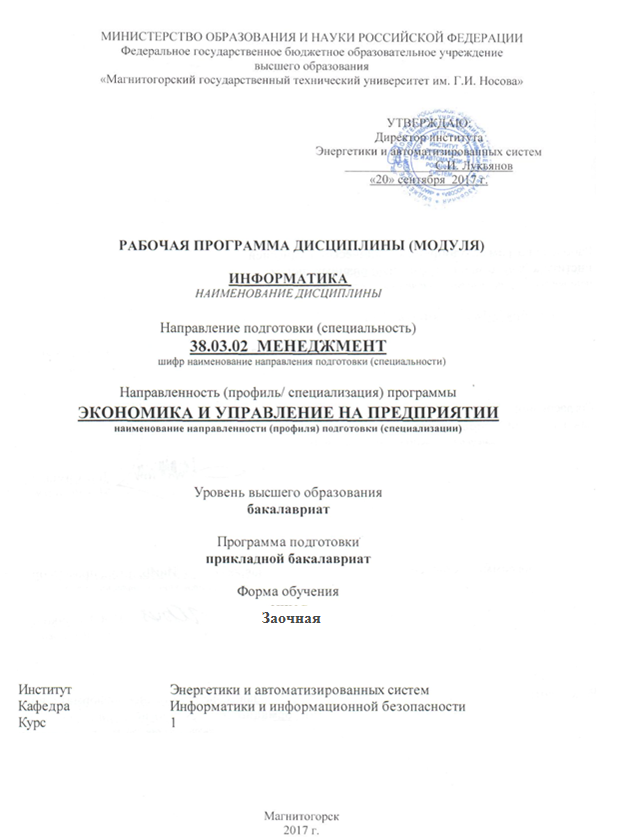 МИНИСТЕРСТВО ОБРАЗОВАНИЯ И НАУКИ РОССИЙСКОЙ ФЕДЕРАЦИИ
Федеральное государственное бюджетное образовательное учреждение
высшего образования
«Магнитогорский государственный технический университет им. Г.И. Носова»
УТВЕРЖДАЮ:
Директор института
Энергетики и автоматизированных систем
С.И. Лукьянов
«20» сентября 2017 г.
РАБОЧАЯ ПРОГРАММА ДИСЦИПЛИНЫ (МОДУЛЯ)
ИНФОРМАТИКА
НАИМЕНОВАНИЕ ДИСЦИПЛИНЫ
Направление подготовки (специальность)
38.03.02 МЕНЕДЖМЕНТ
шифр наименование направления подготовки (специальности)
Направленность (профиль/ специализация) программы
ЭКОНОМИКА И УПРАВЛЕНИЕ НА ПРЕДПРИЯТИИ
наименование направленности (профиля) подготовки (специализации)
Уровень высшего образования
бакалавриат
Программа подготовки
прикладной бакалавриат
Форма обучения
Заочная
Институт Энергетики и автоматизированных систем
Кафедра Информатики и информационной безопасности
Курс 1
Магнитогорск
2017 г.